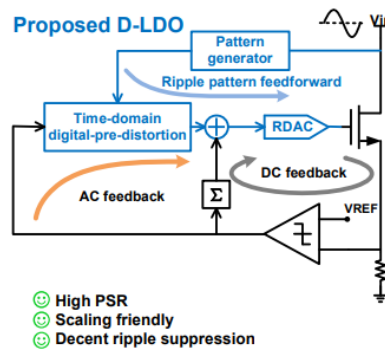 Proposed D-LDO
Pattern
generator
Vin
Ripple pattern feedforward
Time-domain
digital-pre-distortion
RDAC
AC feedback
DC feedback
Σ
VREF
High PSR
Scaling friendly
Decent ripple suppression